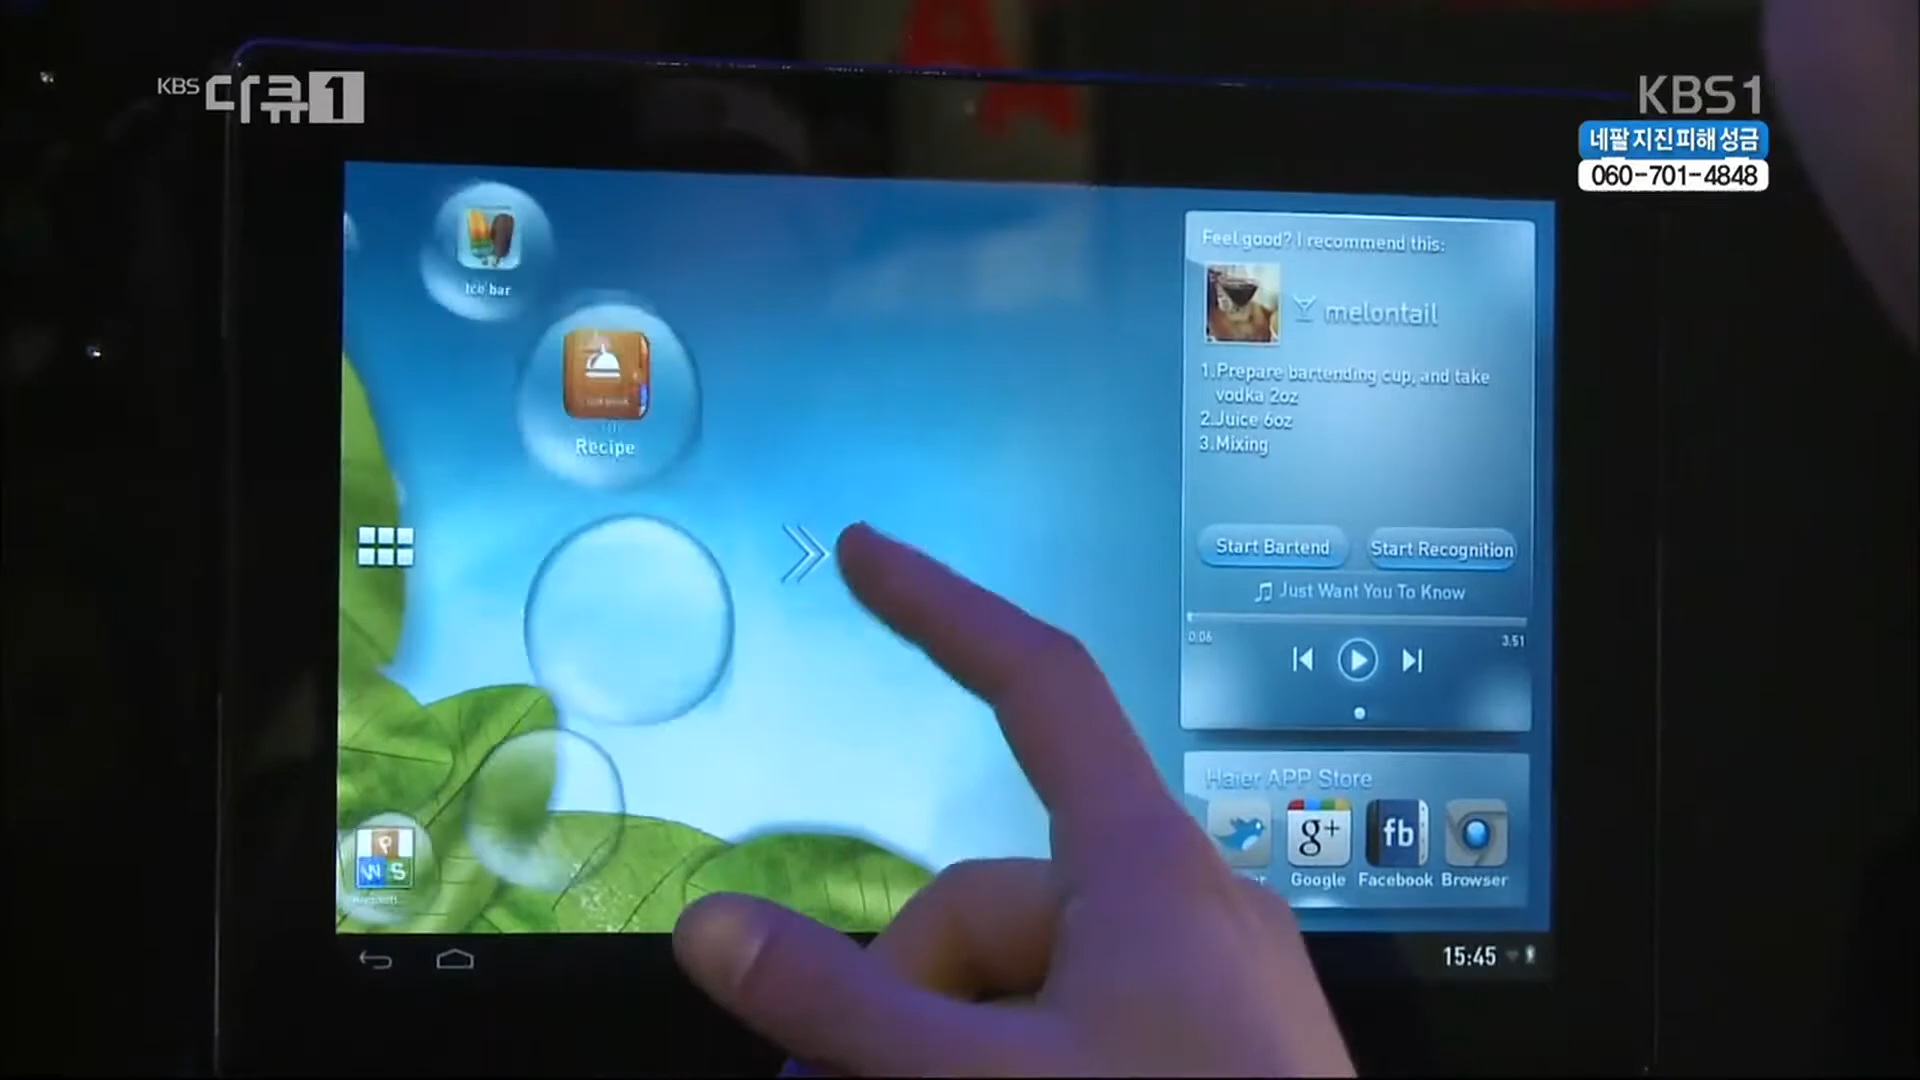 KBS 다큐1
KBS1
네팔 지진 피해 성금
060-701-4848
Ice bar
Recipe
Feel good? I recommend this:
melontail
1.Prepare bartending cup, and take
vodka 2oz
2.Juice 6oz
3.Mixing
Start Bartend
Start Recognition
Just Want You To Know
0:06
3:51
Haier APP Store
g+
fb
Google
Facebook
Browser
P
W S
15:45